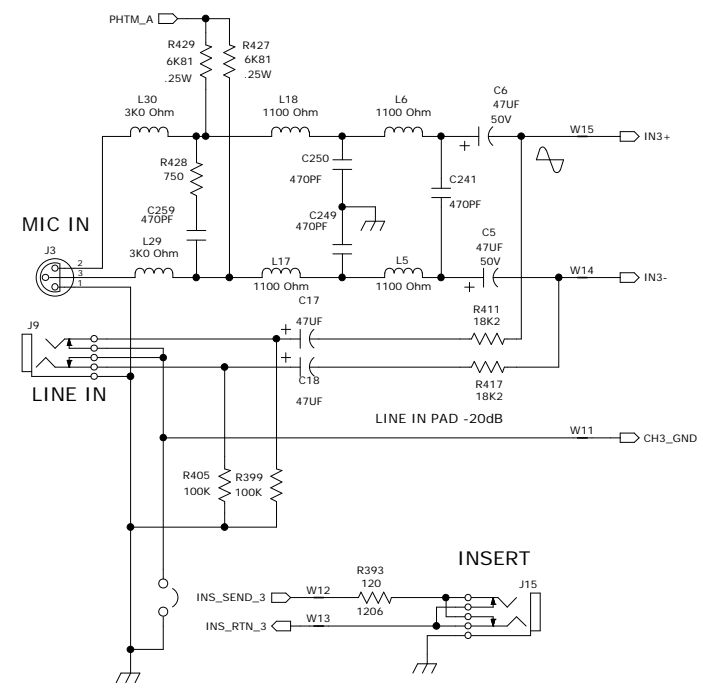 PHTM_A
R429
6K81
.25W
R427
6K81
.25W
L30
3K0 Ohm
L18
1100 Ohm
L6
1100 Ohm
C6
47UF
50V
+
W15
IN3+
R428
750
C250
470PF
C241
470PF
C259
470PF
C249
470PF
MIC IN
J3
2
3
1
L29
3K0 Ohm
L17
1100 Ohm
L5
1100 Ohm
C5
47UF
50V
+
W14
IN3-
C17
47UF
+
R411
18K2
J9
LINE IN
+
C18
47UF
R417
18K2
LINE IN PAD -20dB
W11
CH3_GND
R405
100K
R399
100K
INSERT
INS_SEND_3
W12
R393
120
1206
J15
INS_RTN_3
W13